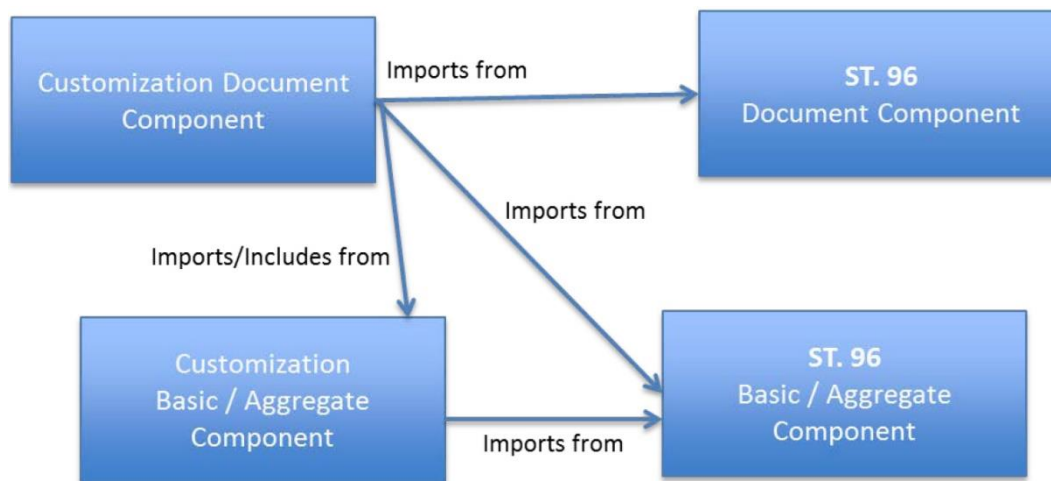 Customization Document
Component
Imports from
ST. 96
Document Component
Imports from
Imports/Includes from
Customization
Basic / Aggregate
Component
Imports from
ST. 96
Basic / Aggregate
Component